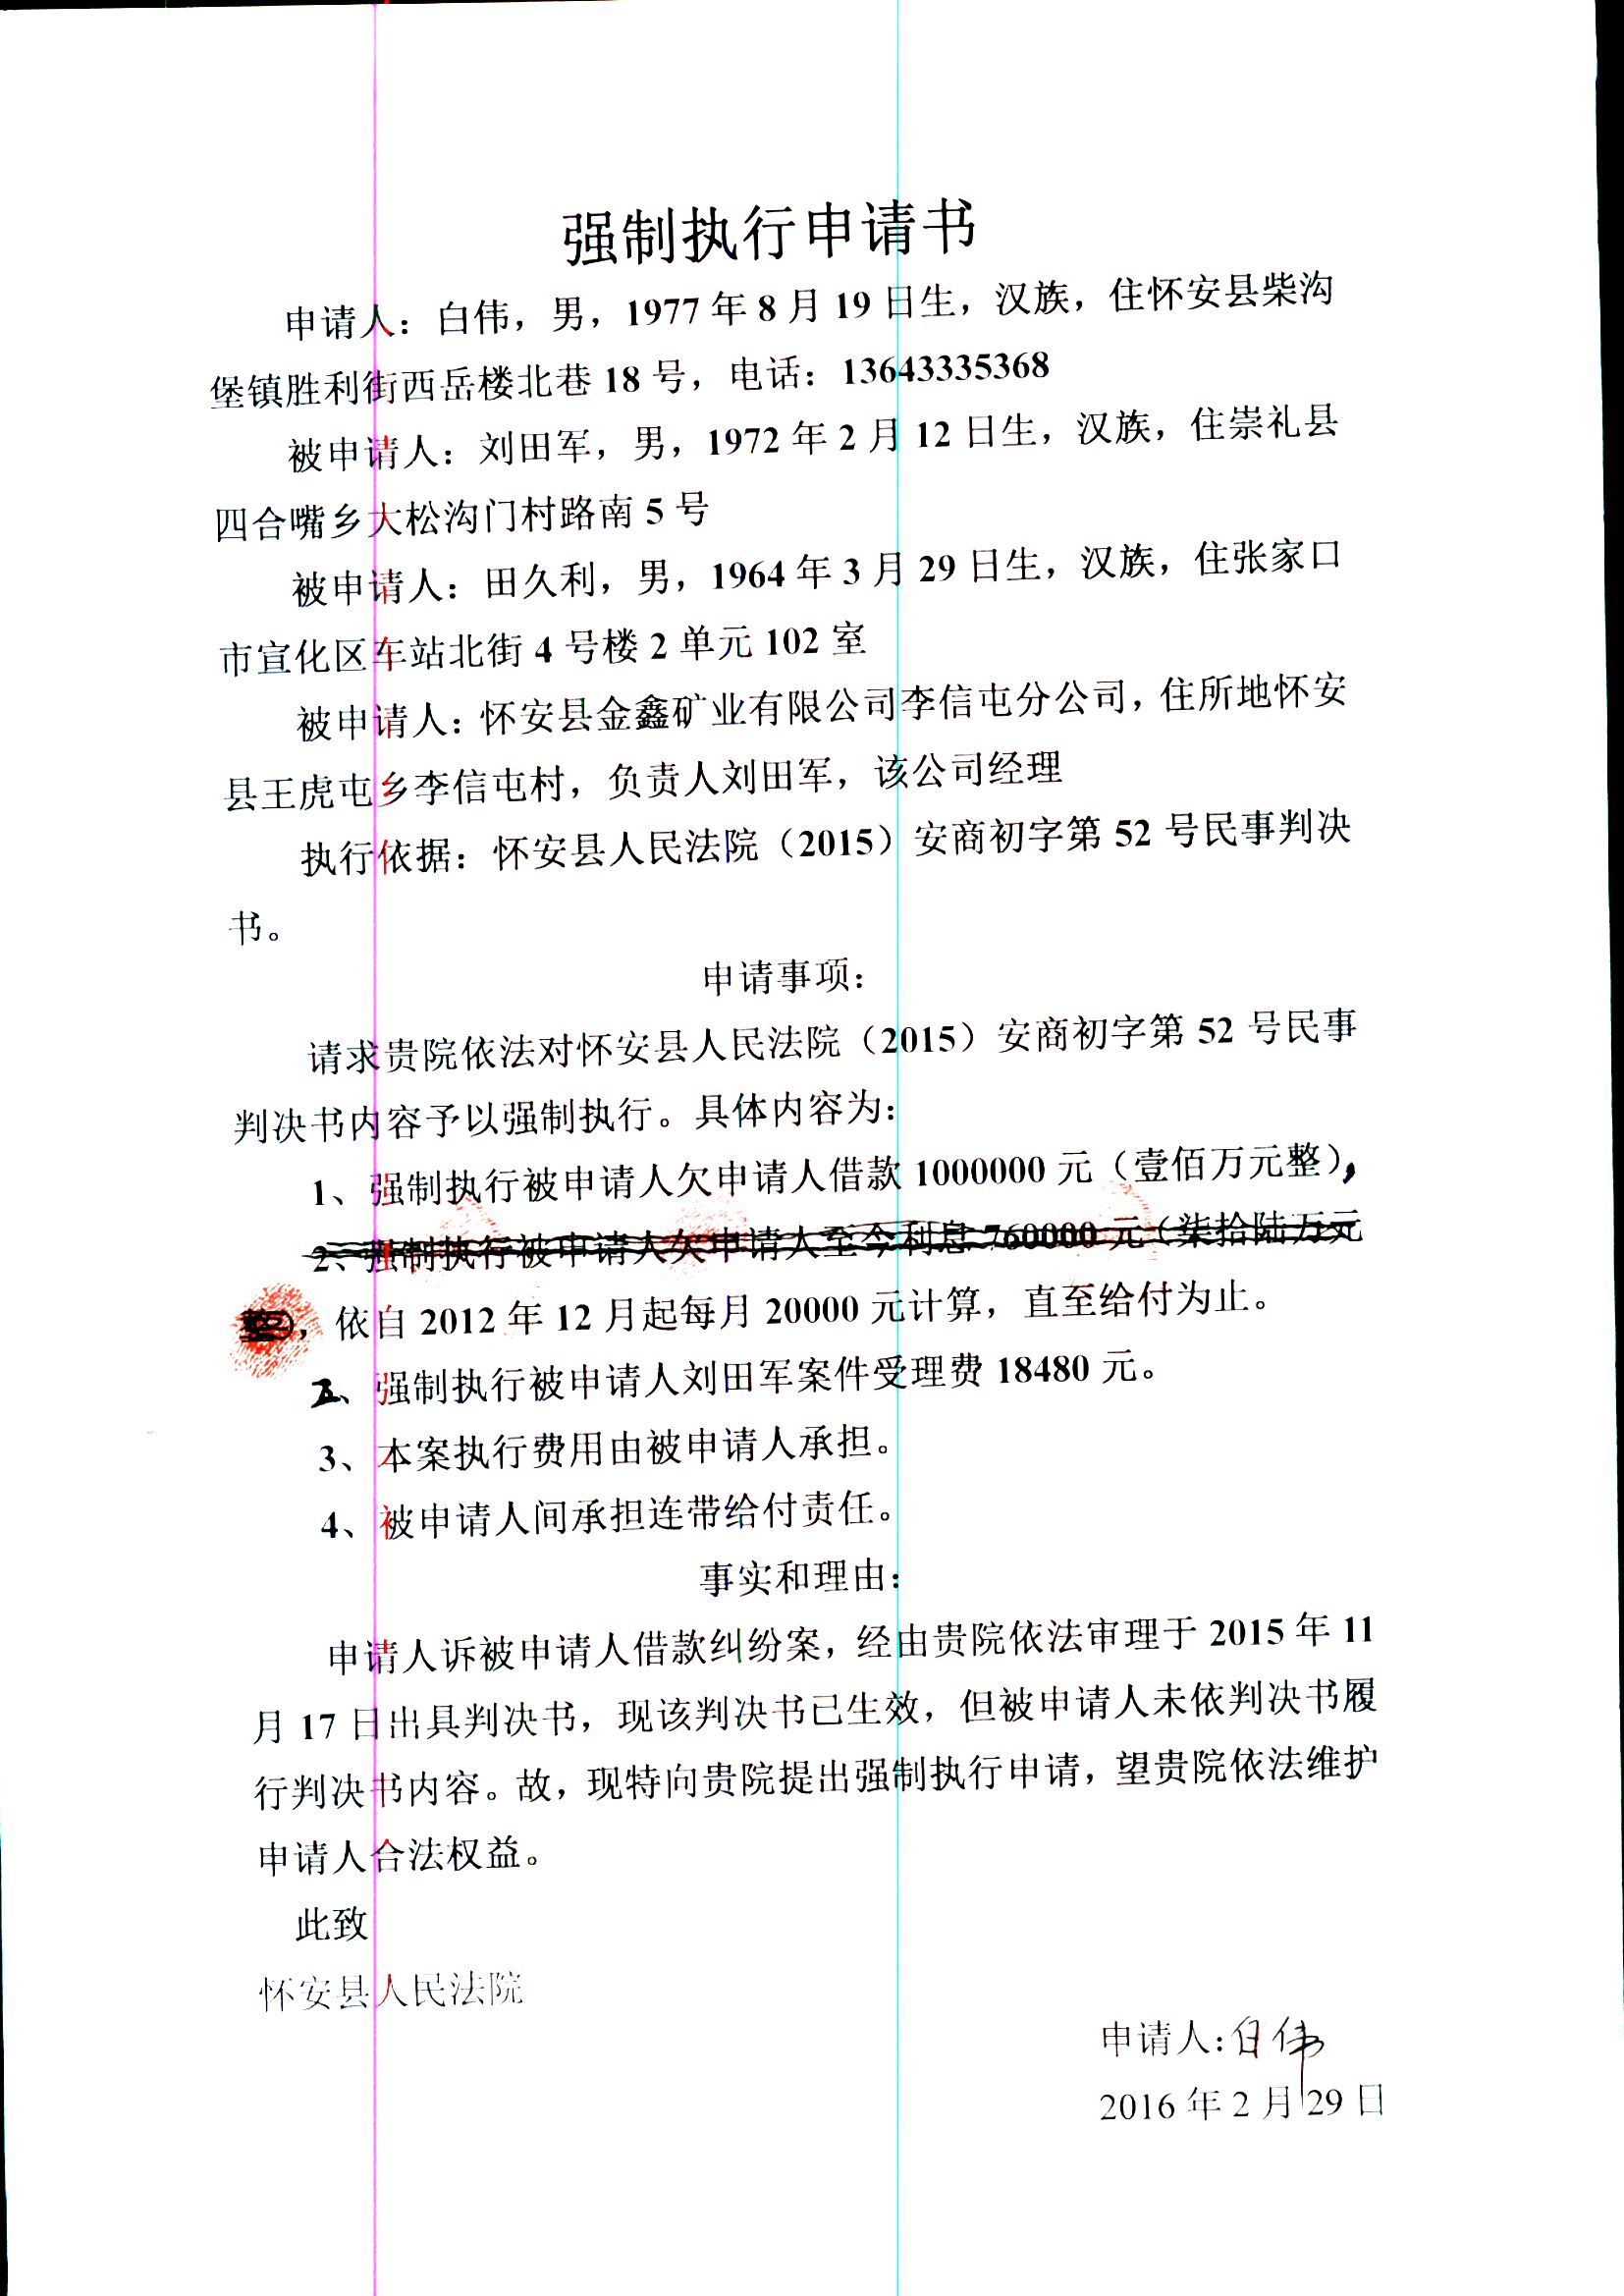 强制执行申请书
申请人：白伟，男，1977年8月19日生，汉族，住怀安县柴沟
堡镇胜利街西岳楼北巷18号，电话：13643335368
被申请人：刘田军，男，1972年2月12日生，汉族，住崇礼县
四合嘴乡大松沟门村路南5号
被申请人：田久利，男，1964年3月29日生，汉族，住张家口
市宣化区车站北街4号楼2单元102室
被申请人：怀安县金鑫矿业有限公司李信屯分公司，住所地怀安
县王虎屯乡李信屯村，负责人刘田军，该公司经理
执行依据：怀安县人民法院（2015）安商初字第52号民事判决
书。
申请事项：
请求贵院依法对怀安县人民法院（2015）安商初字第52号民事
判决书内容予以强制执行。具体内容为：
1、强制执行被申请人欠申请人借款1000000元（壹佰万元整），
2、强制执行被申请人欠申请人至今利息760000元（柒拾陆万元
，依自2012年12月起每月20000元计算，直至给付为止。
2、强制执行被申请人刘田军案件受理费18480元。
3、本案执行费用由被申请人承担。
4、被申请人间承担连带给付责任。
事实和理由：
申请人诉被申请人借款纠纷案，经由贵院依法审理于2015年11
月17日出具判决书，现该判决书已生效，但被申请人未依判决书履
行判决书内容。故，现特向贵院提出强制执行申请，望贵院依法维护
申请人合法权益。
此致
怀安县人民法院
申请人：白伟
2016年2月29日